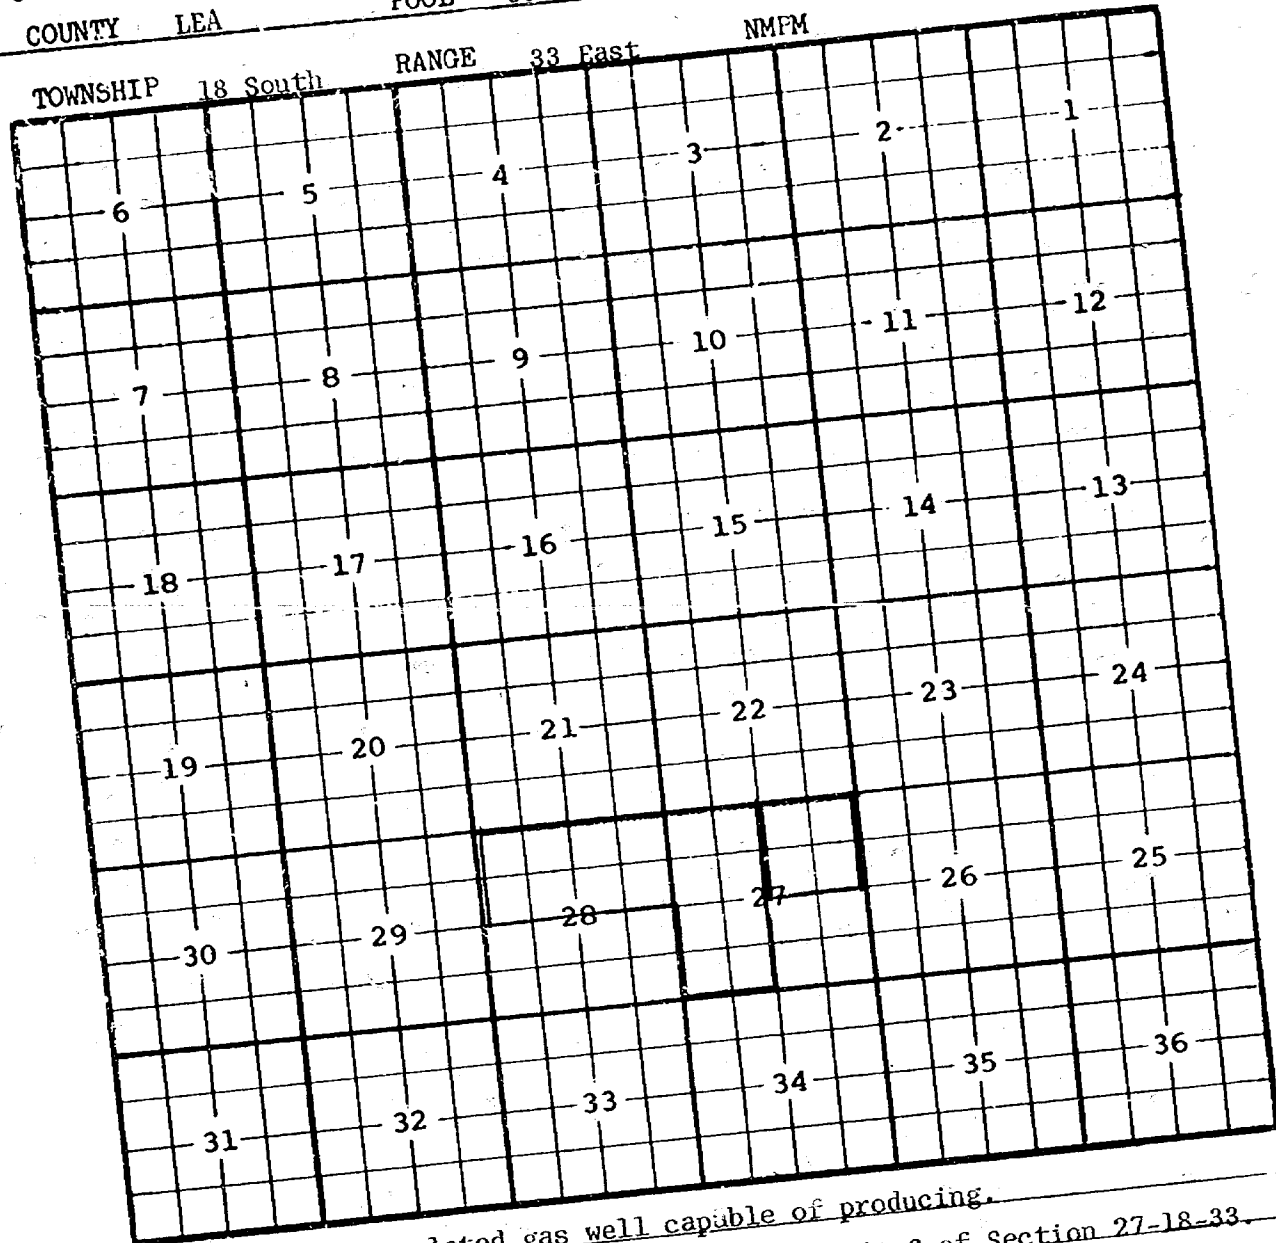 COUNTY LEA POOL
TOWNSHIP 18 South RANGE 33 East NMPM
6 5 4 3 2 1
7 8 9 10 11 12
18 17 16 15 14 13
19 20 21 22 23 24
30 29 28 27 26 25
31 32 33 34 35 36
gas well capable of producing.
of Section 27-18-33.